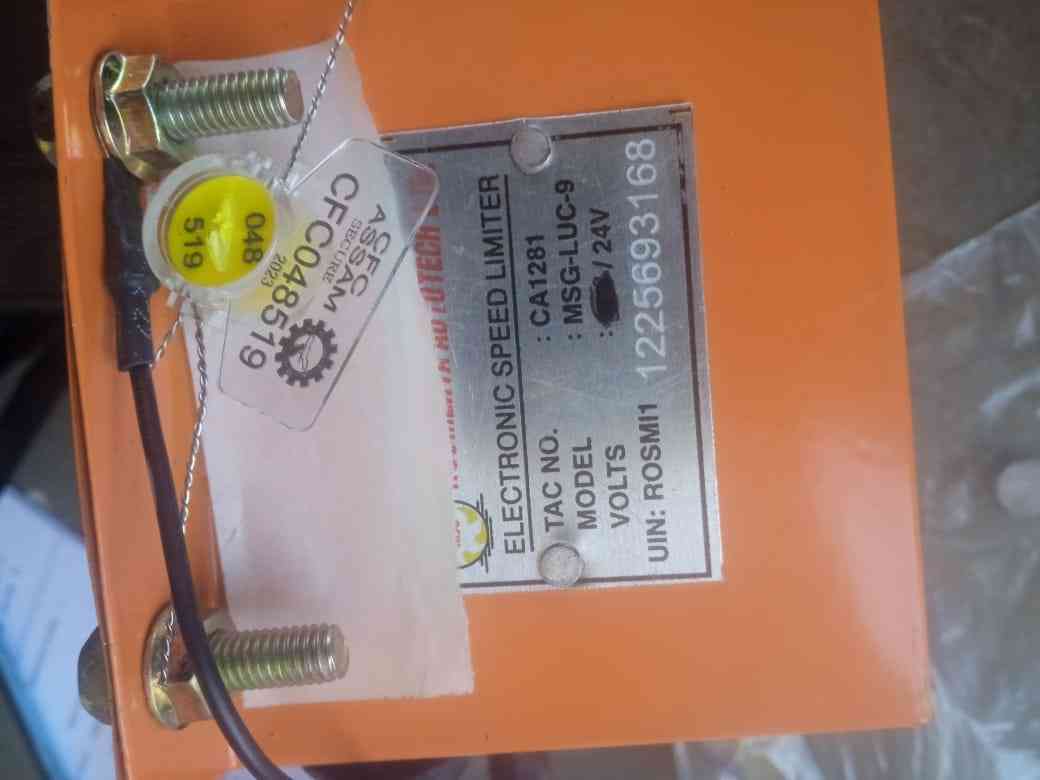 ELECTRONIC SPEED LIMITER
TAC NO. : CA1281
MODEL : MSG-LUC-9
VOLTS : / 24V
UIN: ROSMI1 1225693168
ACFC
ASSAM
SECURE
2023
CFC048519
048
519